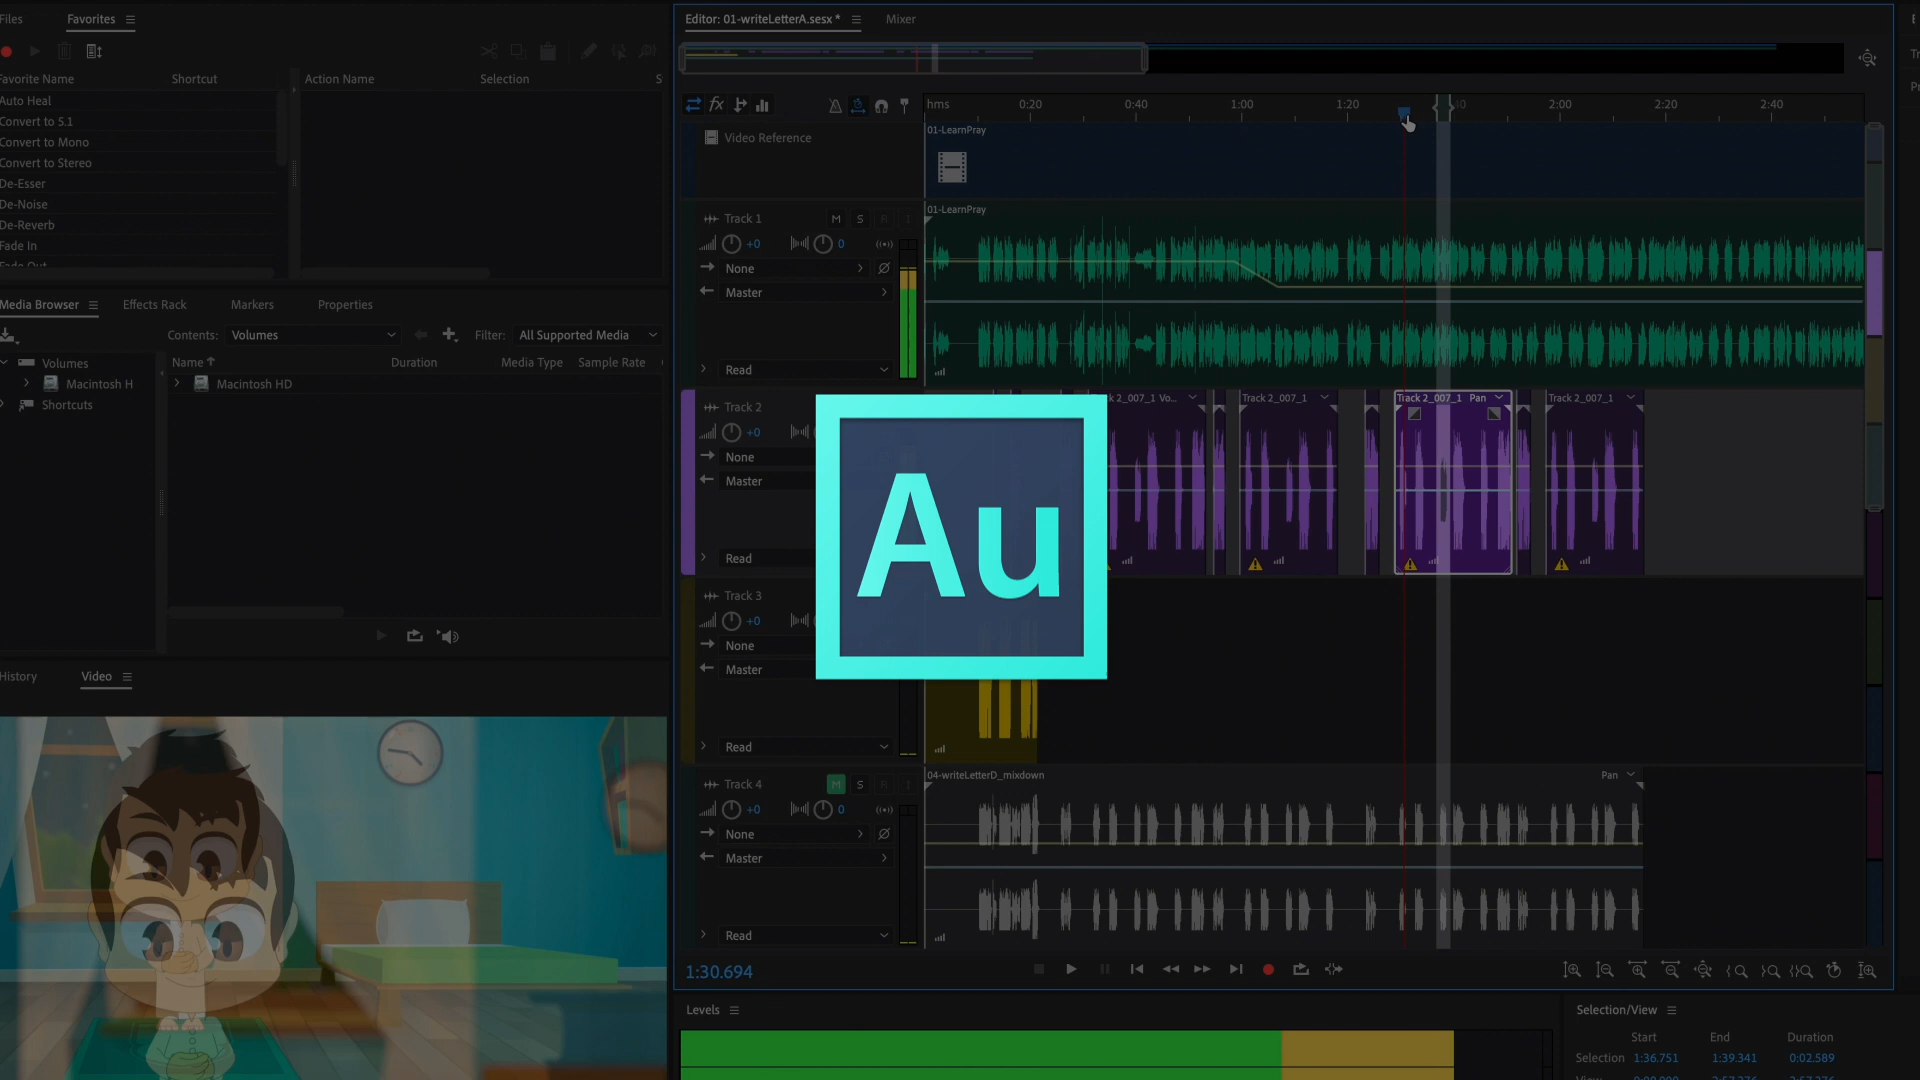 Files
Favorites
Editor: 01-writeLetterA.sesx *
Mixer
Favorite Name
Shortcut
Action Name
Selection
S
Auto Heal
Convert to S.1
Convert to Mono
Convert to Stereo
De-Esser
De-Noise
De-Reverb
Fade In
Fade Out
hms
0:20
0:40
1:00
1:20
2:00
2:20
2:40
Video Reference
01-LearnPray
Track 1
M
S
R
I
01-LearnPray
+0
0
None
Master
Read
Media Browser
Effects Rack
Markers
Properties
Contents: Volumes
Filter: All Supported Media
Volumes
Name
Duration
Media Type
Sample Rate
Macintosh H
Macintosh HD
Shortcuts
Track 2
+0
None
Master
Read
Track 2_007_1 Vo...
Track 2_007_1
Track 2_007_1 Pan
Track 2_007_1
Au
Track 3
+0
None
Master
Read
History
Video
Track 4
M
S
R
I
04-writeLetterD_mixdown
Pan
+0
0
None
Master
Read
1:30.694
Levels
Selection/View
Start
End
Duration
Selection
1:36.751
1:39.341
0:02.589